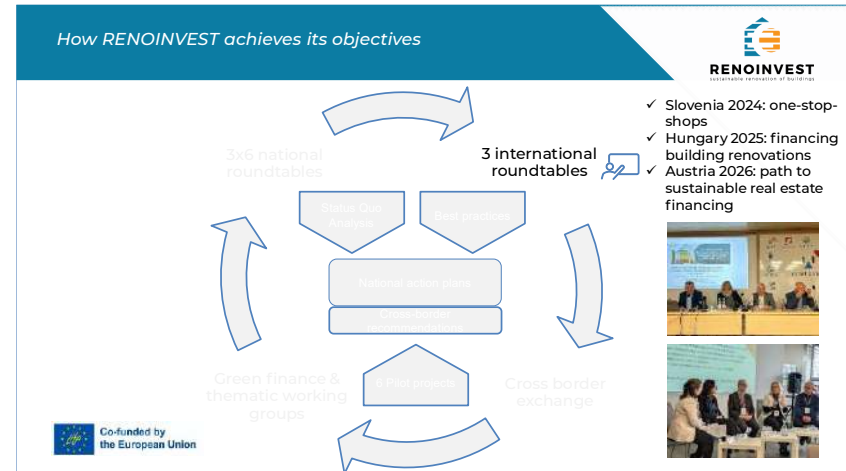 How RENOINVEST achieves its objectives
RENOINVEST
sustainable renovation of buildings
3x6 national
roundtables
3 international
roundtables
✓ Slovenia 2024: one-stop-
shops
✓ Hungary 2025: financing
building renovations
✓ Austria 2026: path to
sustainable real estate
financing
Status Quo
Analysis
Best practices
National action plans
Cross-border
recommendations
6 Pilot projects
Green finance &
thematic working
groups
Cross border
exchange
Co-funded by
the European Union